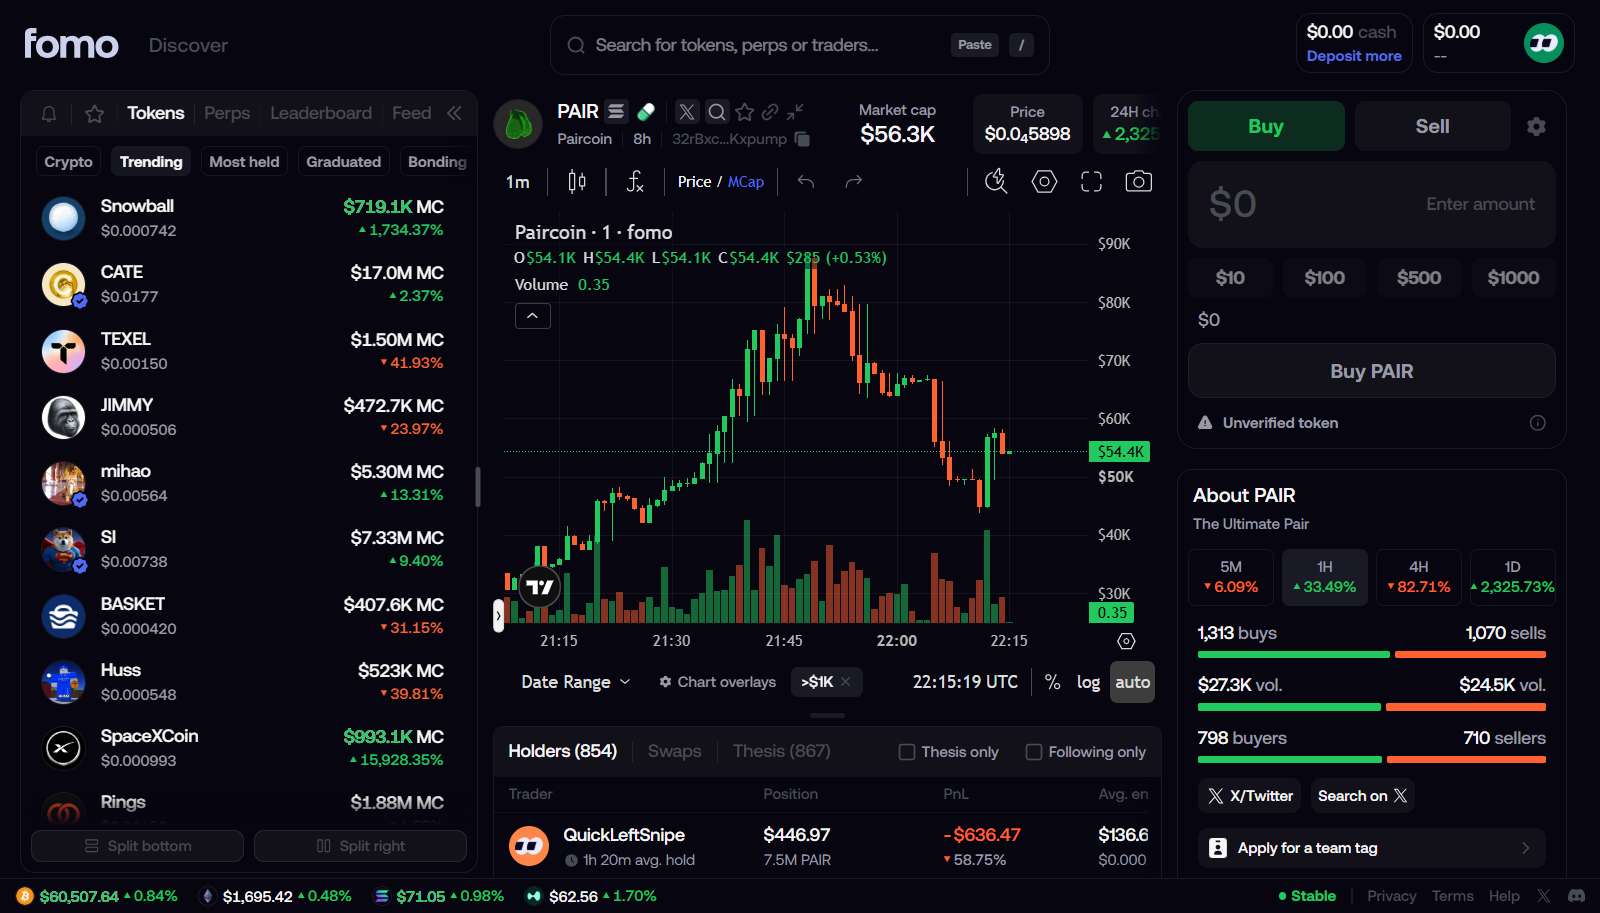 fomo
Discover
Search for tokens, perps or traders...
Paste
/
$0.00 cash
Deposit more
$0.00
--
Tokens
Perps
Leaderboard
Feed
Crypto
Trending
Most held
Graduated
Bonding
Snowball
$719.1K MC
$0.000742
1,734.37%
CATE
$17.0M MC
$0.0177
2.37%
TEXEL
$1.50M MC
$0.00150
41.93%
JIMMY
$472.7K MC
$0.000506
23.97%
mihao
$5.30M MC
$0.00564
13.31%
SI
$7.33M MC
$0.00738
9.40%
BASKET
$407.6K MC
$0.000420
31.15%
Huss
$523K MC
$0.000548
39.81%
SpaceXCoin
$993.1K MC
$0.000993
15,928.35%
Rings
$1.88M MC
Split bottom
Split right
PAIR
Paircoin
8h
32rBxc...Kxpump
Market cap
$56.3K
Price
$0.0₄5898
24H ch
2,325
1m
Price / MCap
Paircoin · 1 · fomo
O$54.1K H$54.4K L$54.1K C$54.4K $285 (+0.53%)
Volume 0.35
$90K
$80K
$70K
$60K
$54.4K
$50K
$40K
$30K
0.35
21:15
21:30
21:45
22:00
22:15
Date Range
Chart overlays
>$1K
22:15:19 UTC
%
log
auto
Holders (854)
Swaps
Thesis (867)
Thesis only
Following only
Trader
Position
PnL
Avg. en
QuickLeftSnipe
$446.97
-$636.47
$136.6
1h 20m avg. hold
7.5M PAIR
58.75%
$0.000
Buy
Sell
$0
Enter amount
$10
$100
$500
$1000
$0
Buy PAIR
Unverified token
About PAIR
The Ultimate Pair
5M
6.09%
1H
33.49%
4H
82.71%
1D
2,325.73%
1,313 buys
1,070 sells
$27.3K vol.
$24.5K vol.
798 buyers
710 sellers
X/Twitter
Search on X
Apply for a team tag
$60,507.64 0.84%
$1,695.42 0.48%
$71.05 0.98%
$62.56 1.70%
Stable
Privacy
Terms
Help